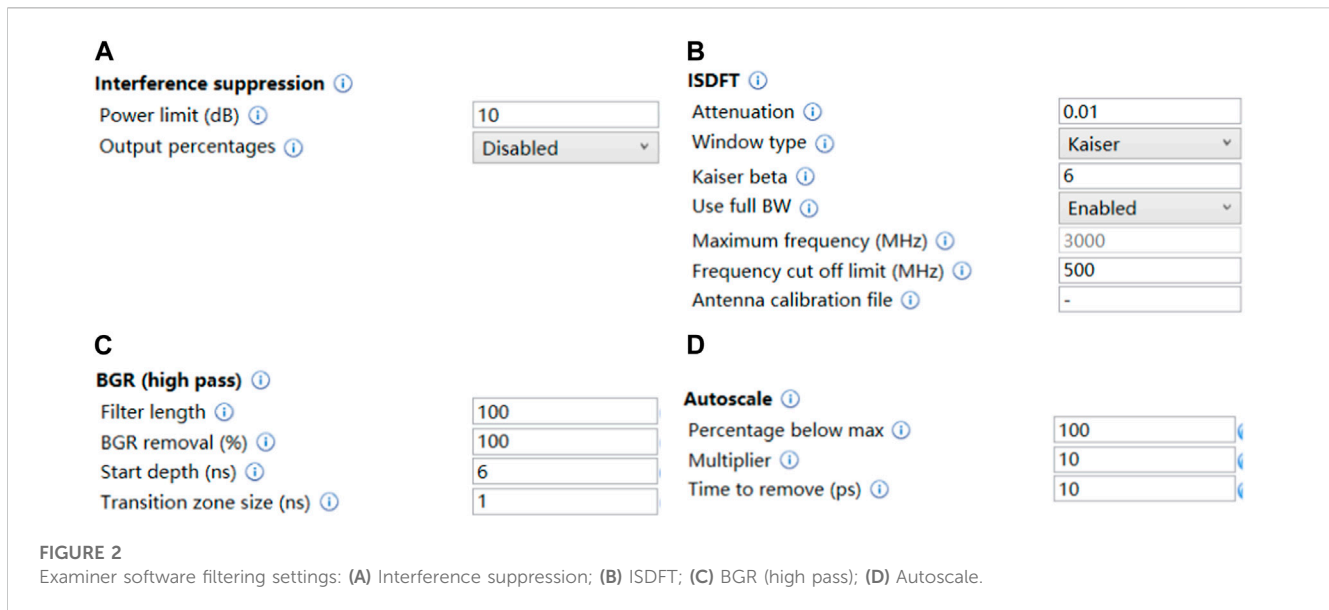 A
Interference suppression
Power limit (dB) 10
Output percentages Disabled
B
ISDFT
Attenuation 0.01
Window type Kaiser
Kaiser beta 6
Use full BW Enabled
Maximum frequency (MHz) 3000
Frequency cut off limit (MHz) 500
Antenna calibration file -
C
BGR (high pass)
Filter length 100
BGR removal (%) 100
Start depth (ns) 6
Transition zone size (ns) 1
D
Autoscale
Percentage below max 100
Multiplier 10
Time to remove (ps) 10
FIGURE 2
Examiner software filtering settings: (A) Interference suppression; (B) ISDFT; (C) BGR (high pass); (D) Autoscale.